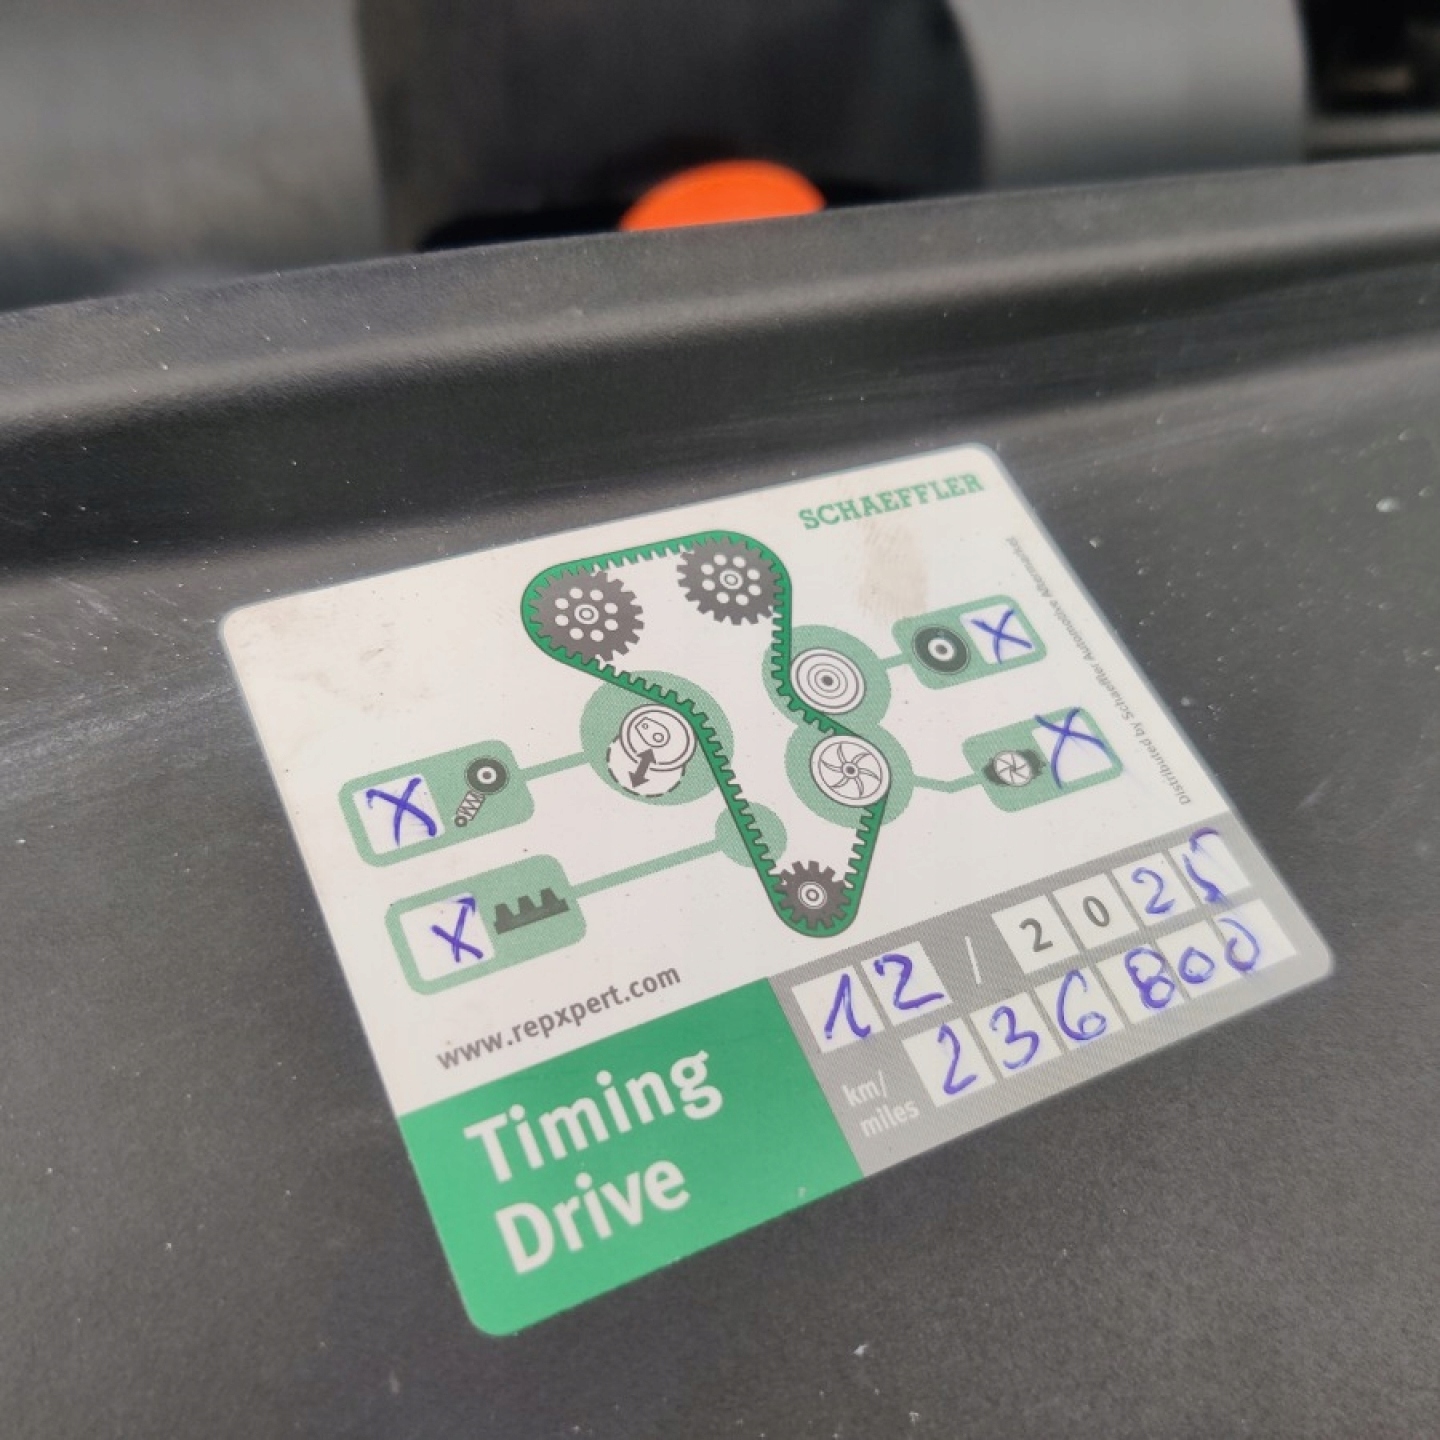 SCHAEFFLER
Distributed by Schaeffler Automotive Aftermarket
X
X
X
X
www.repxpert.com
Timing
Drive
12 / 2025
km/
miles
236800